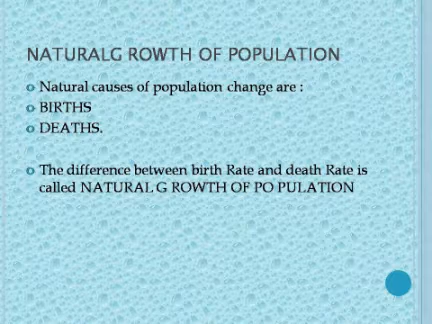 NATURALG ROWTH OF POPULATION
Natural causes of population change are :
BIRTHS
DEATHS.
The difference between birth Rate and death Rate is
called NATURAL G ROWTH OF PO PULATION